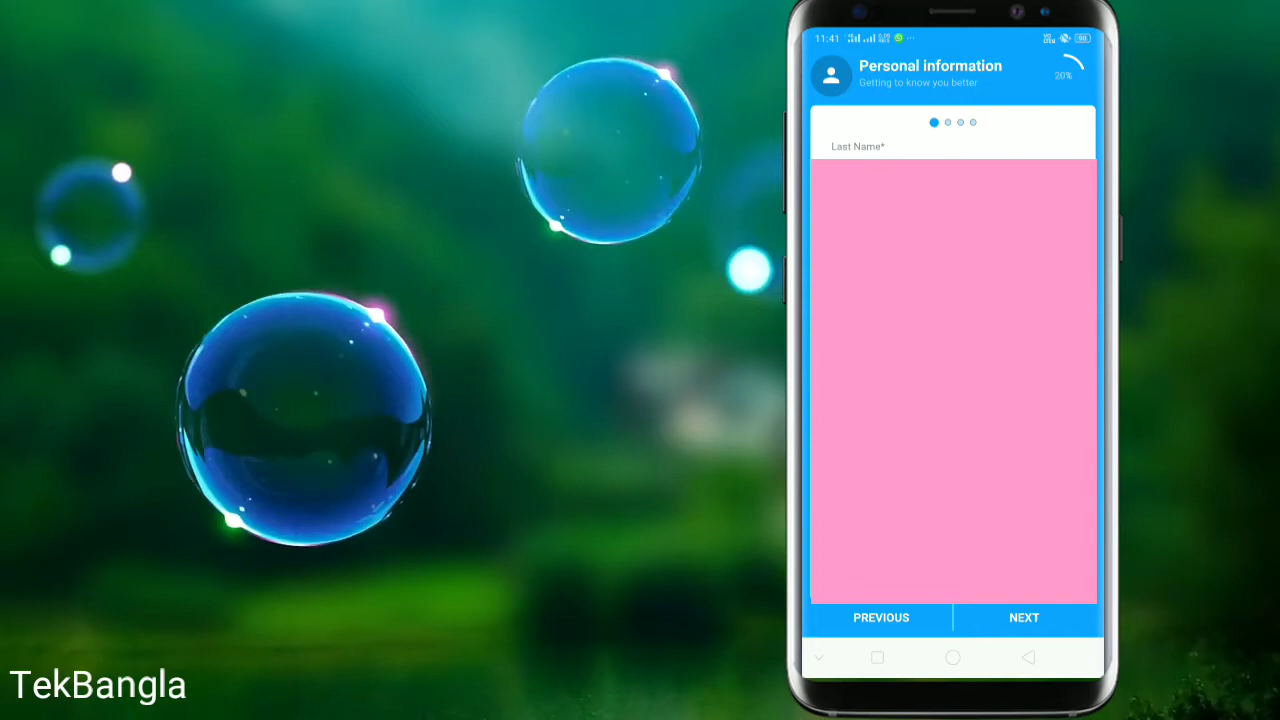 11:41
Personal information
Getting to know you better
20%
Last Name*
PREVIOUS
NEXT
TekBangla